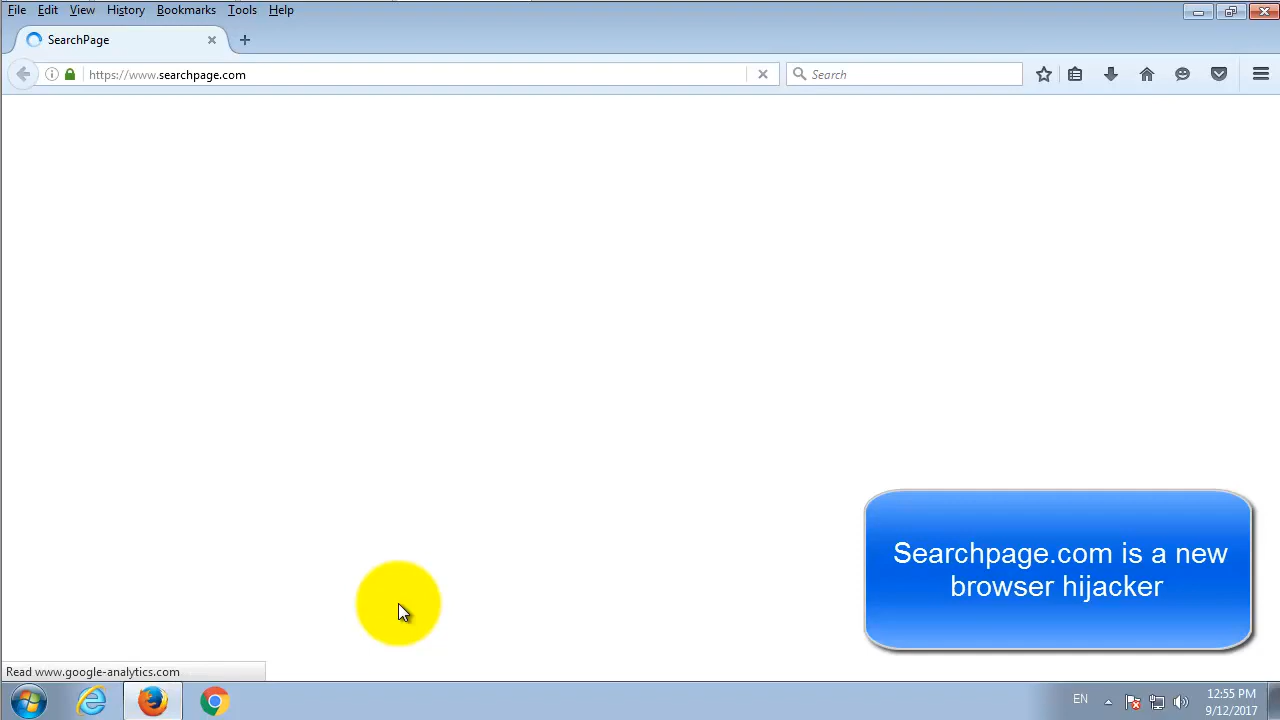 File Edit View History Bookmarks Tools Help
SearchPage
https://www.searchpage.com
Search
Searchpage.com is a new
browser hijacker
Read www.google-analytics.com
EN
12:55 PM
9/12/2017